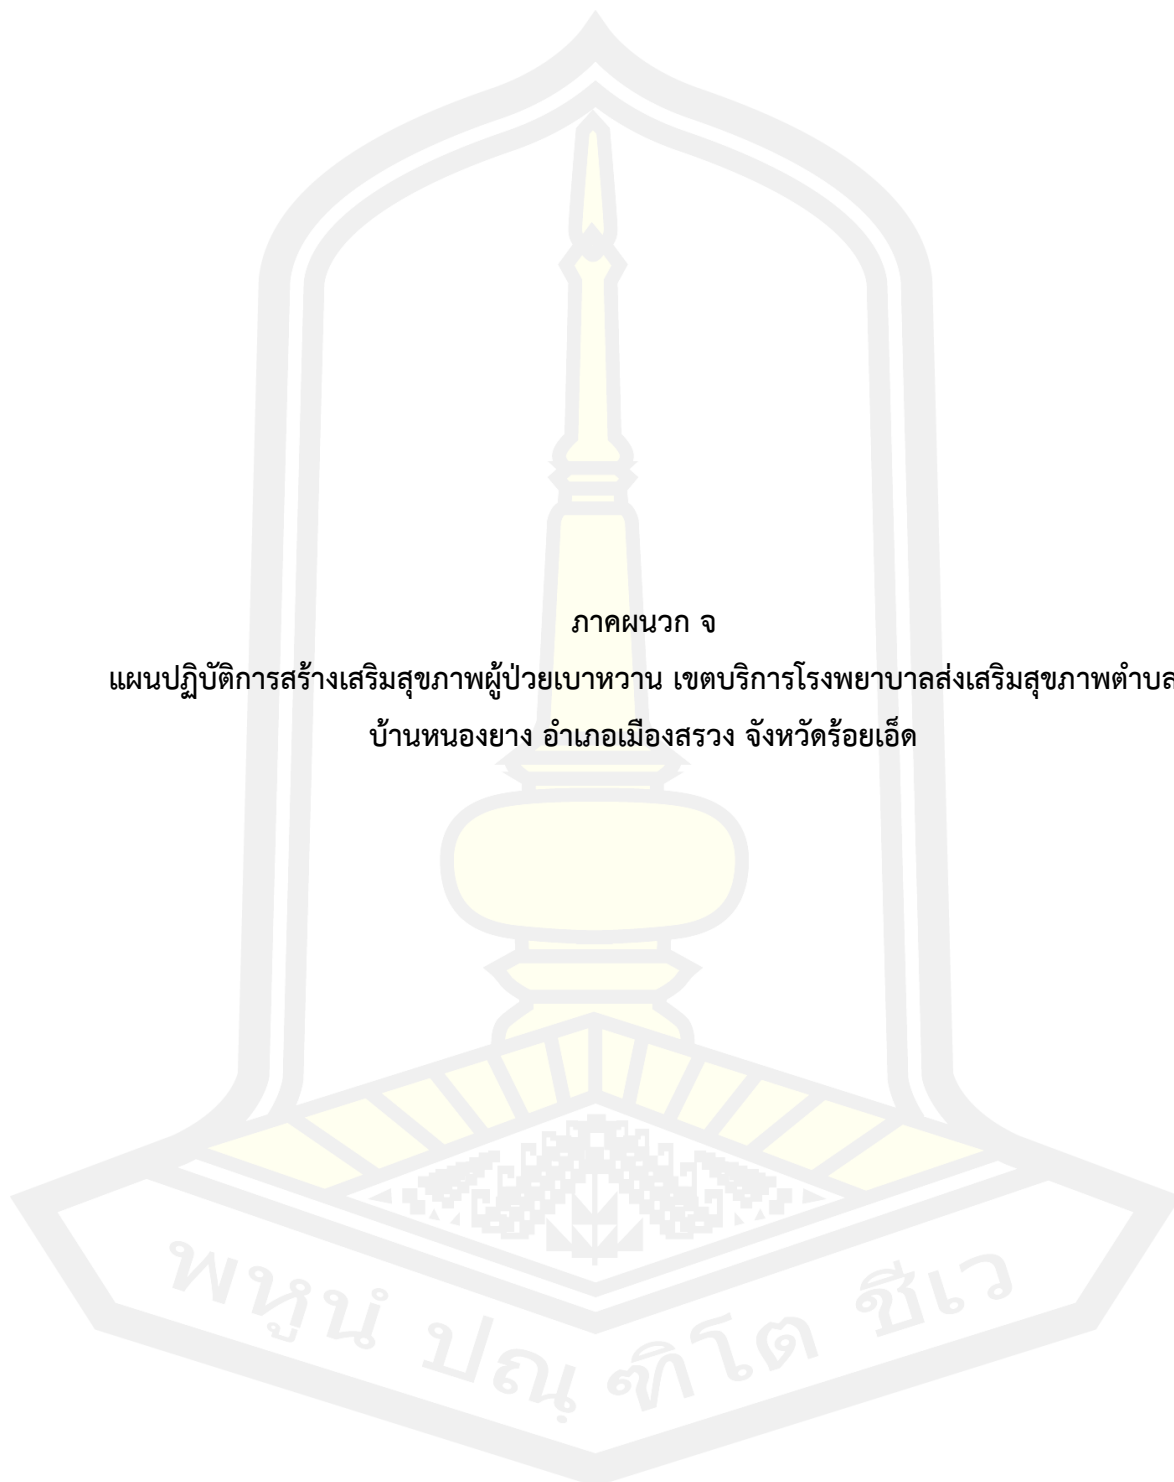 ภาคผนวก จ
แผนปฏิบัติการสร้างเสริมสุขภาพผู้ป่วยเบาหวาน เขตบริการโรงพยาบาลส่งเสริมสุขภาพตำบล
บ้านหนองยาง อำเภอเมืองสรวง จังหวัดร้อยเอ็ด
พหูนํ ปณฺฑิโต ชีเว